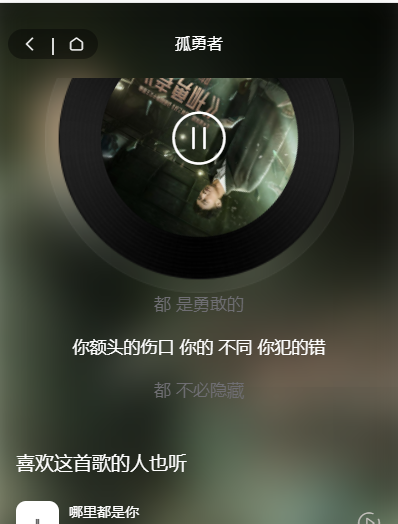 孤勇者
都 是勇敢的
你额头的伤口 你的 不同 你犯的错
都 不必隐藏
喜欢这首歌的人也听
哪里都是你